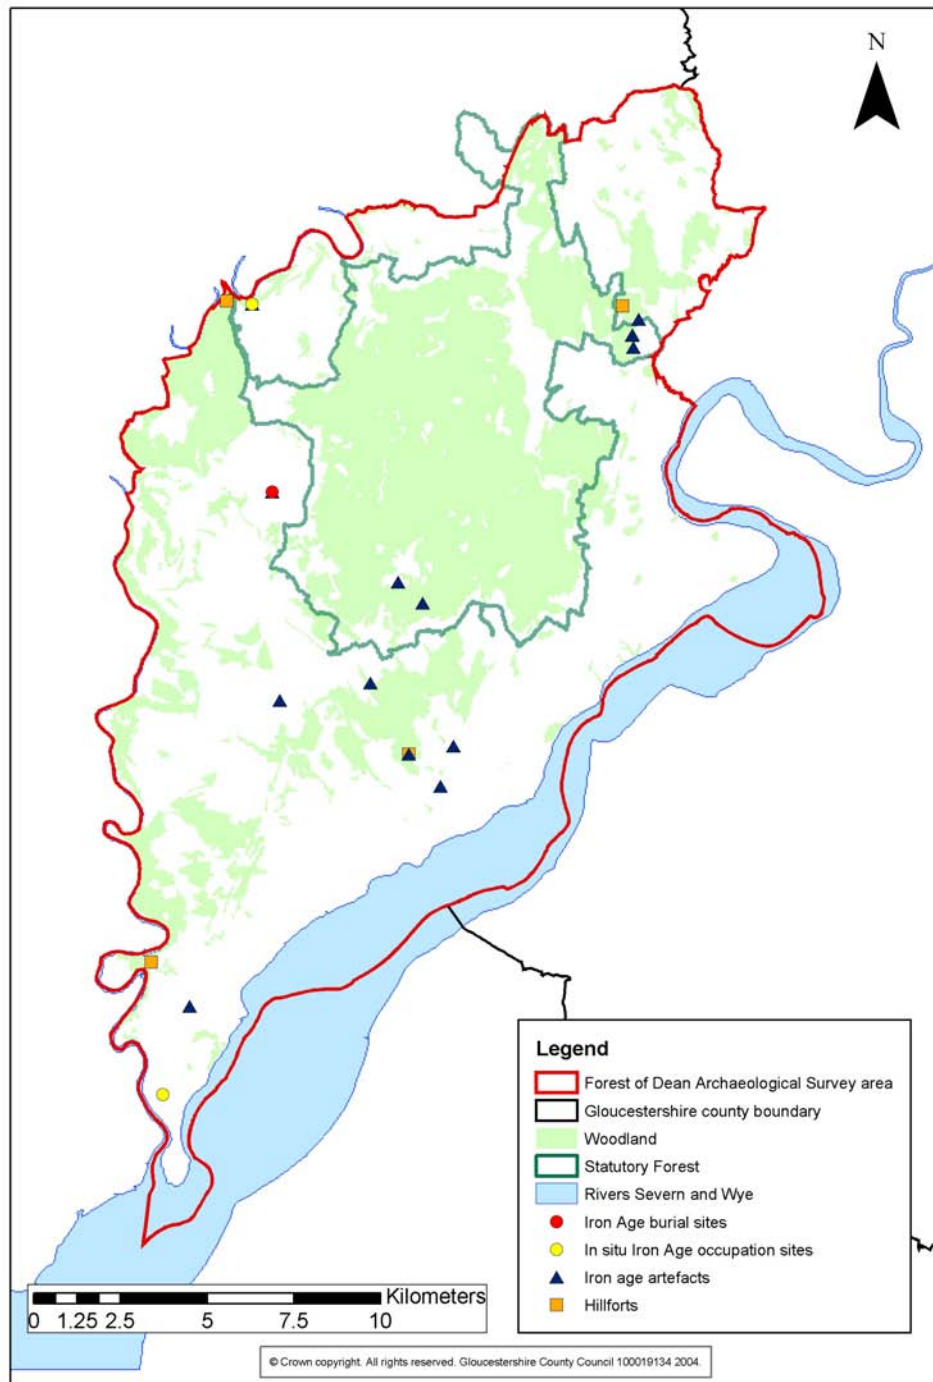 N
Legend
Forest of Dean Archaeological Survey area
Gloucestershire county boundary
Woodland
Statutory Forest
Rivers Severn and Wye
Iron Age burial sites
In situ Iron Age occupation sites
Iron age artefacts
Hillforts
Kilometers
0 1.25 2.5 5 7.5 10
© Crown copyright. All rights reserved. Gloucestershire County Council 100019134 2004.